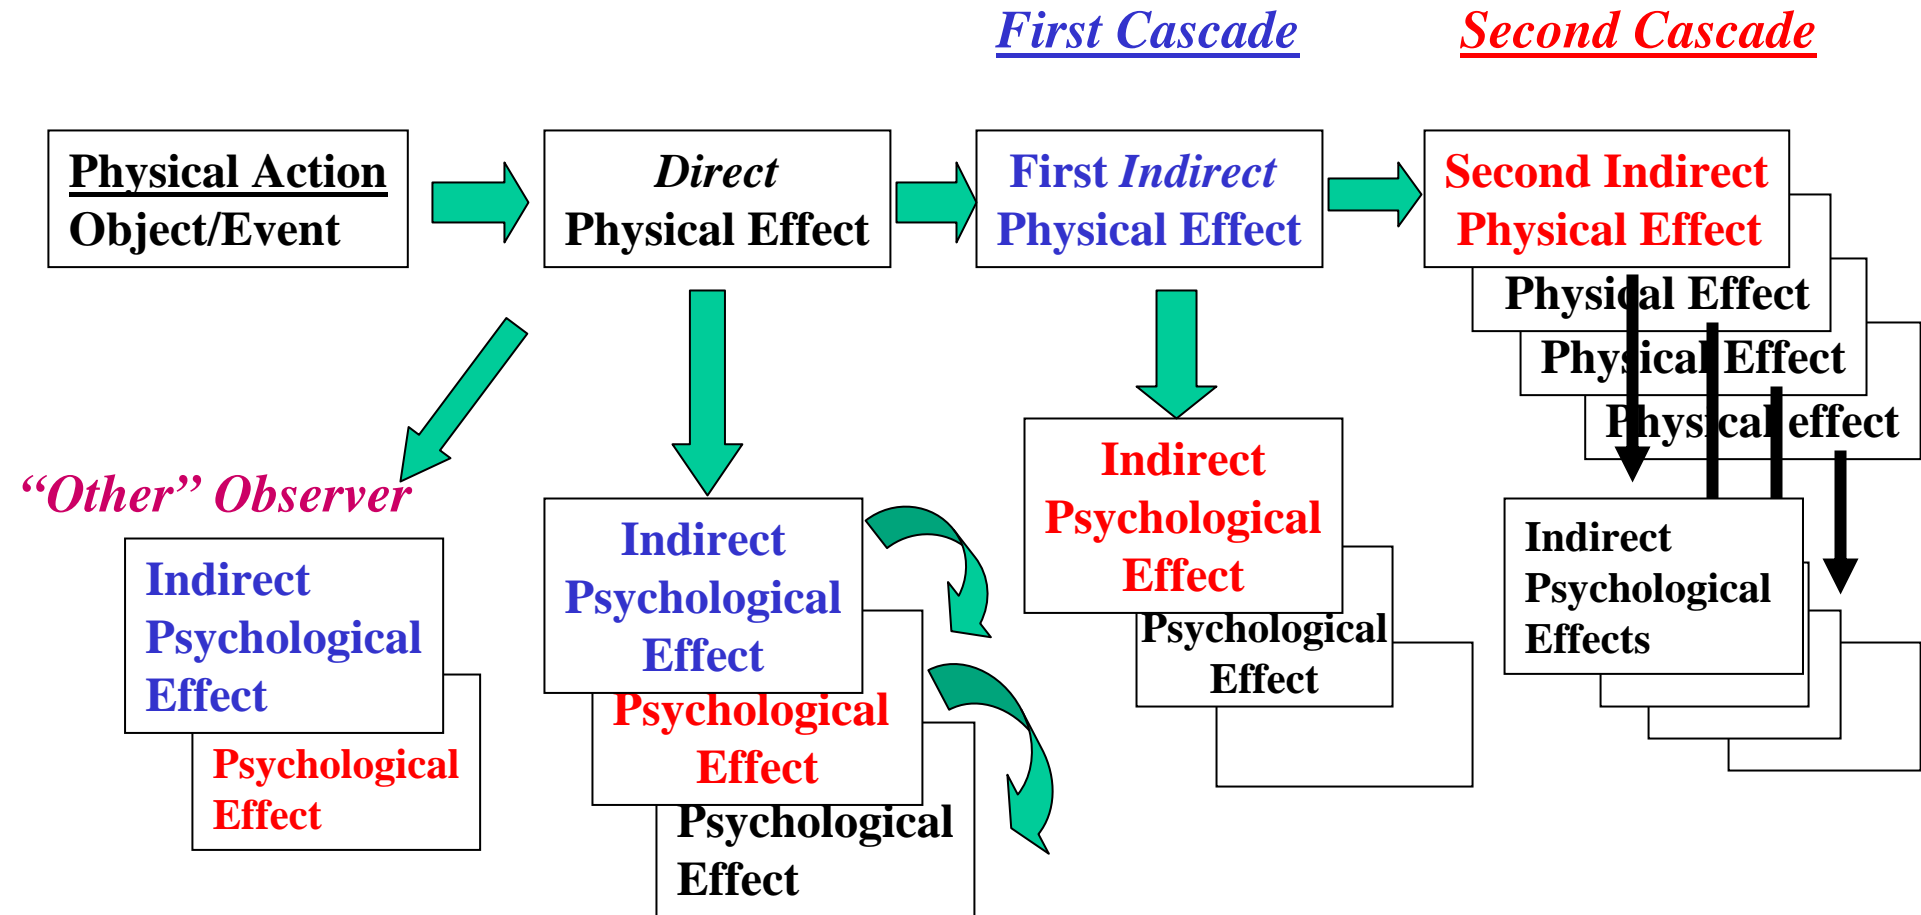 First Cascade
Second Cascade
Physical Action
Object/Event
Direct
Physical Effect
First Indirect
Physical Effect
Second Indirect
Physical Effect
Physical Effect
Physical Effect
Physical effect
“Other” Observer
Indirect
Psychological
Effect
Psychological
Effect
Indirect
Psychological
Effect
Psychological
Effect
Psychological
Effect
Indirect
Psychological
Effect
Psychological
Effect
Indirect
Psychological
Effects